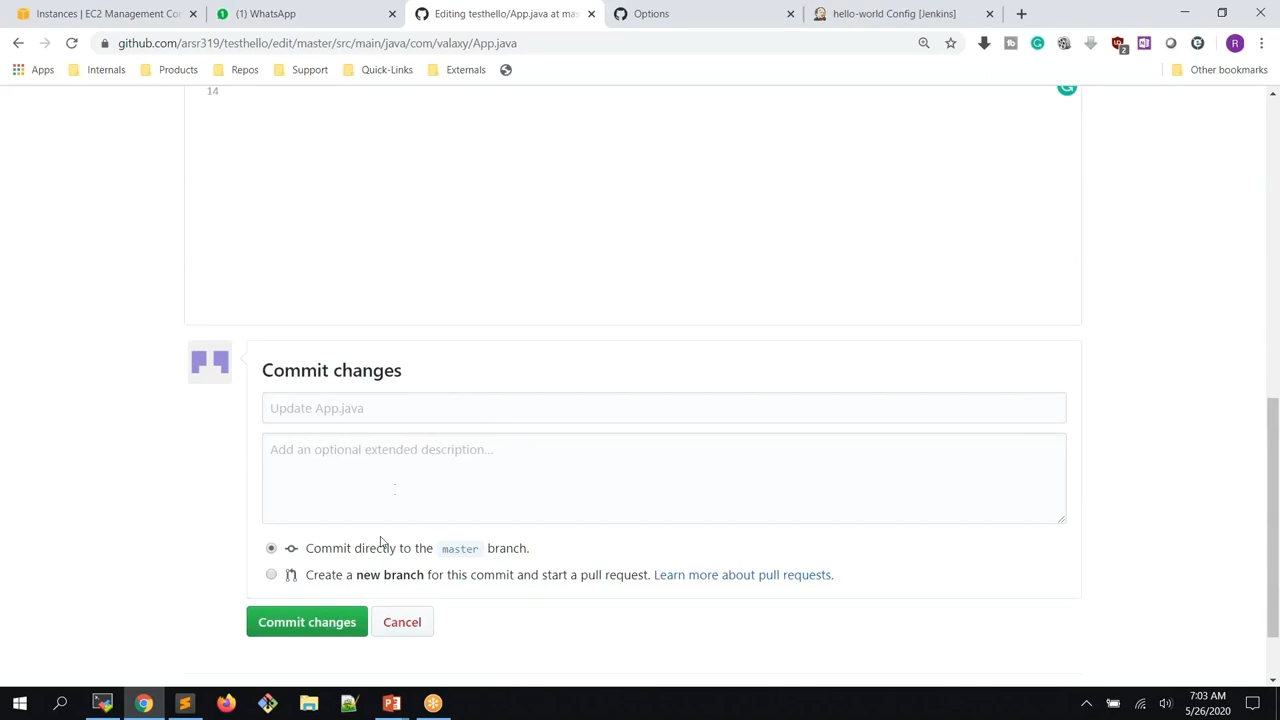 Instances | EC2 Management Con
(1) WhatsApp
Editing testhello/App.java at mas
Options
hello-world Config [Jenkins]
github.com/arsr319/testhello/edit/master/src/main/java/com/valaxy/App.java
2
R
Apps
Internals
Products
Repos
Support
Quick-Links
Externals
Other bookmarks
14
Commit changes
Update App.java
Add an optional extended description...
Commit directly to the master branch.
Create a new branch for this commit and start a pull request. Learn more about pull requests.
Commit changes
Cancel
7:03 AM
5/26/2020